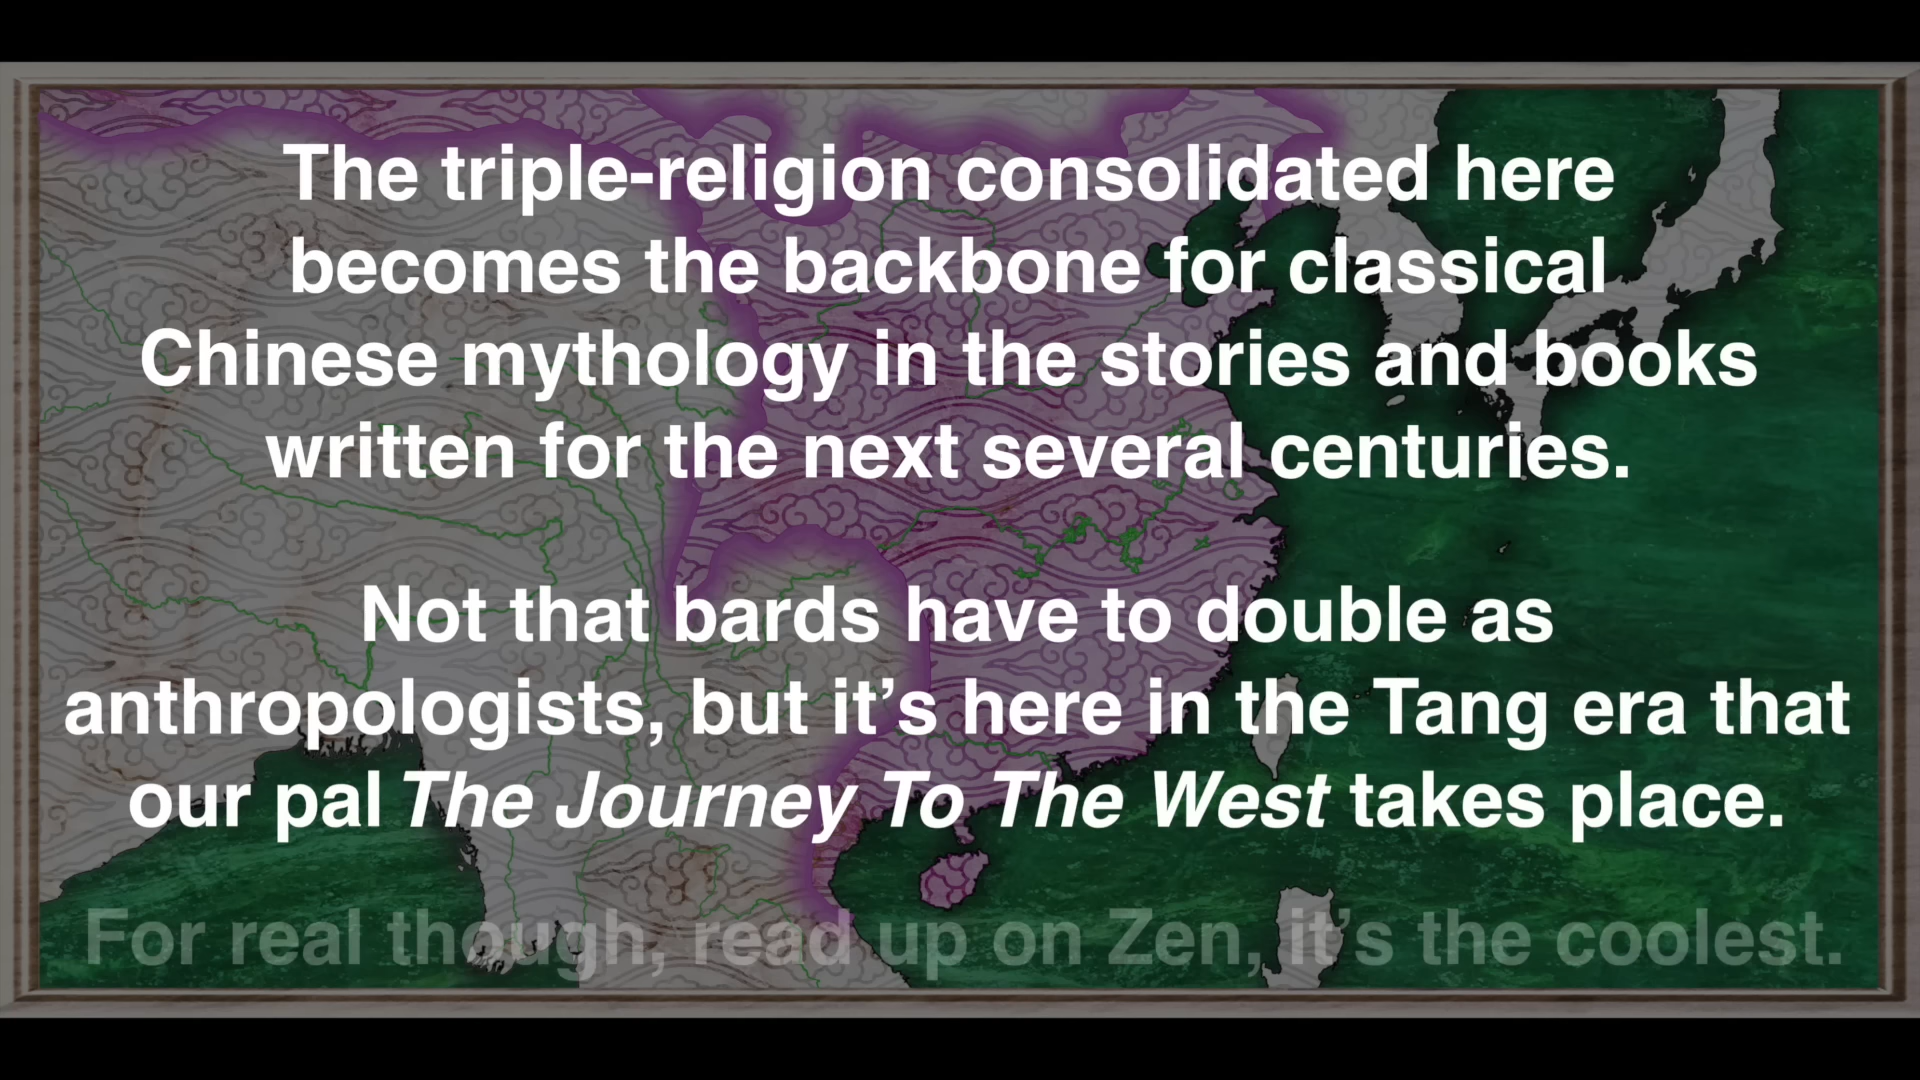 The triple-religion consolidated here
becomes the backbone for classical
Chinese mythology in the stories and books
written for the next several centuries.
Not that bards have to double as
anthropologists, but it’s here in the Tang era that
our pal The Journey To The West takes place.
For real though, read up on Zen, it’s the coolest.